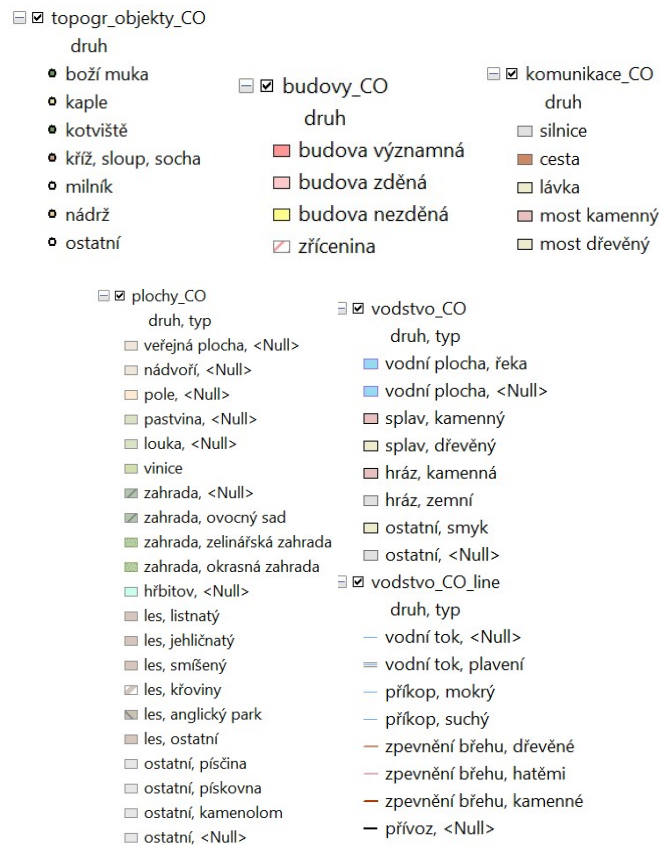 topogr_objekty_CO
druh
boží muka
kaple
kotviště
kříž, sloup, socha
milník
nádrž
ostatní
budovy_CO
druh
budova významná
budova zděná
budova nezděná
zřícenina
komunikace_CO
druh
silnice
cesta
lávka
most kamenný
most dřevěný
plochy_CO
druh, typ
veřejná plocha, <Null>
nádvoří, <Null>
pole, <Null>
pastvina, <Null>
louka, <Null>
vinice
zahrada, <Null>
zahrada, ovocný sad
zahrada, zelinářská zahrada
zahrada, okrasná zahrada
hřbitov, <Null>
les, listnatý
les, jehličnatý
les, smíšený
les, křoviny
les, anglický park
les, ostatní
ostatní, písčina
ostatní, pískovna
ostatní, kamenolom
ostatní, <Null>
vodstvo_CO
druh, typ
vodní plocha, řeka
vodní plocha, <Null>
splav, kamenný
splav, dřevěný
hráz, kamenná
hráz, zemní
ostatní, smyk
ostatní, <Null>
vodstvo_CO_line
druh, typ
vodní tok, <Null>
vodní tok, plavení
příkop, mokrý
příkop, suchý
zpevnění břehu, dřevěné
zpevnění břehu, hatěmi
zpevnění břehu, kamenné
přívoz, <Null>